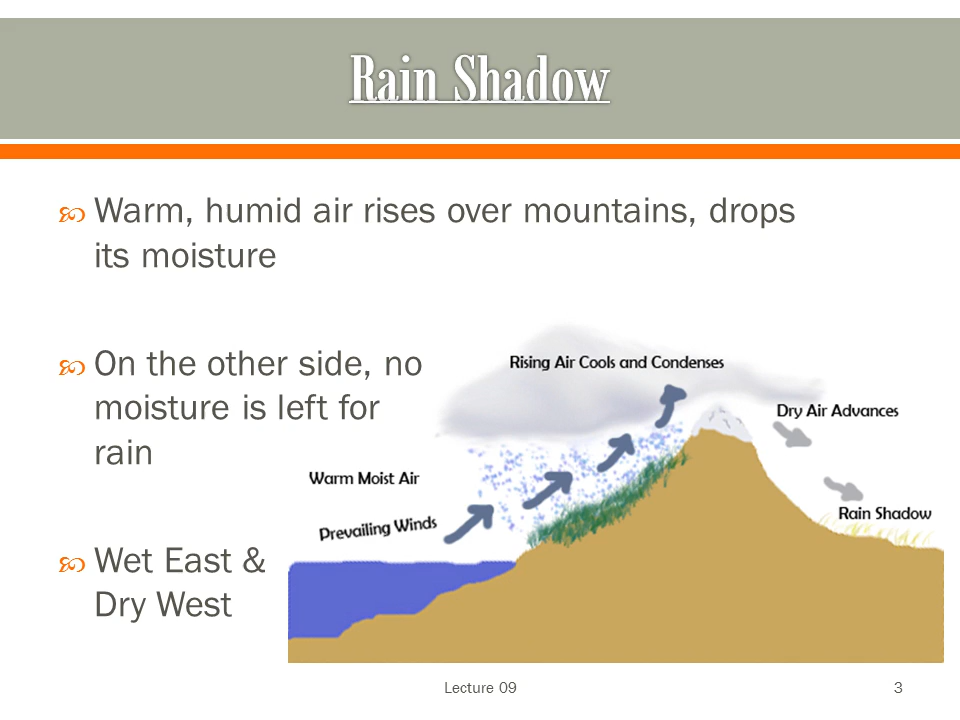 Rain Shadow
Warm, humid air rises over mountains, drops
its moisture
On the other side, no
moisture is left for
rain
Wet East &
Dry West
Rising Air Cools and Condenses
Dry Air Advances
Warm Moist Air
Prevailing Winds
Rain Shadow
Lecture 09
3